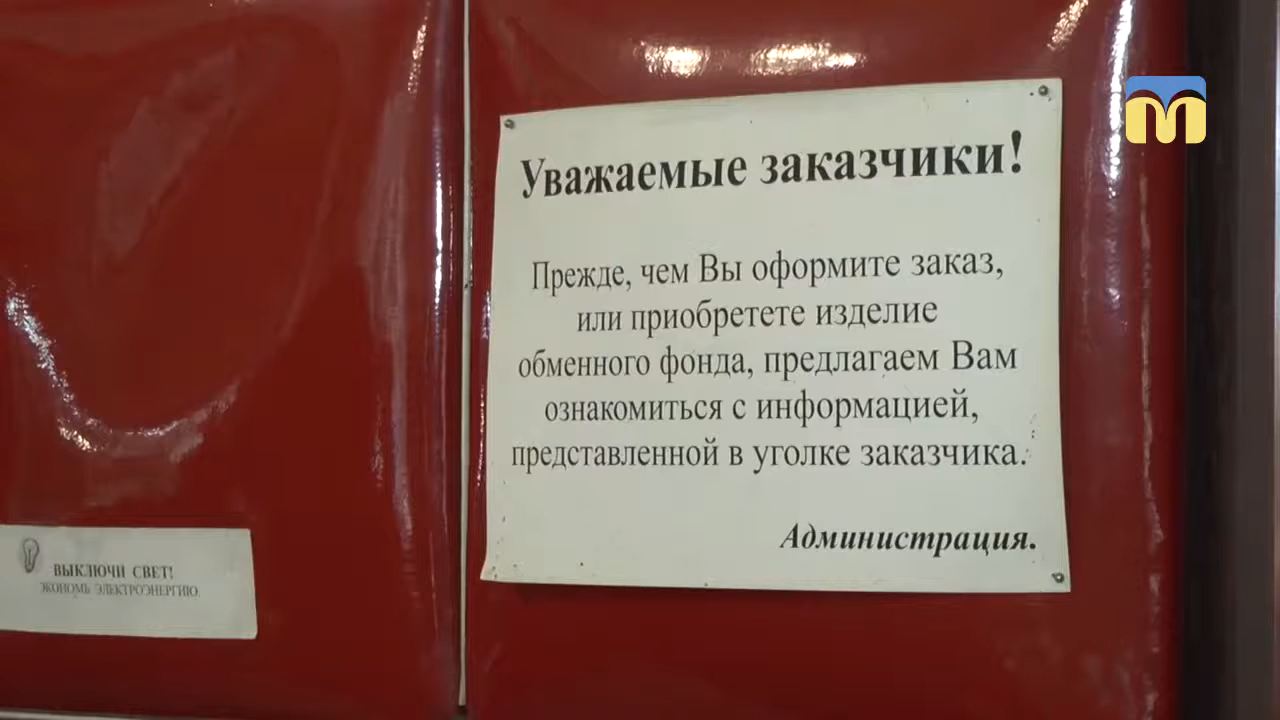 Уважаемые заказчики!
Прежде, чем Вы оформите заказ,
или приобретете изделие
обменного фонда, предлагаем Вам
ознакомиться с информацией,
представленной в уголке заказчика.
Администрация.
ВЫКЛЮЧИ СВЕТ!
ЭКОНОМЬ ЭЛЕКТРОЭНЕРГИЮ.